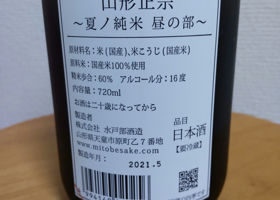 山形正宗
～夏ノ純米 昼の部～
原材料名：米(国産)、米こうじ(国産米)
原料米：国産米100％使用
精米歩合：60％ アルコール分：16度
内容量：720ml
お酒は二十歳になってから
製造者
株式会社 水戸部酒造
山形県天童市原町乙7番地
www.mitobesake.com
製造年月： 2021.5
品目
日本酒
【要冷蔵】